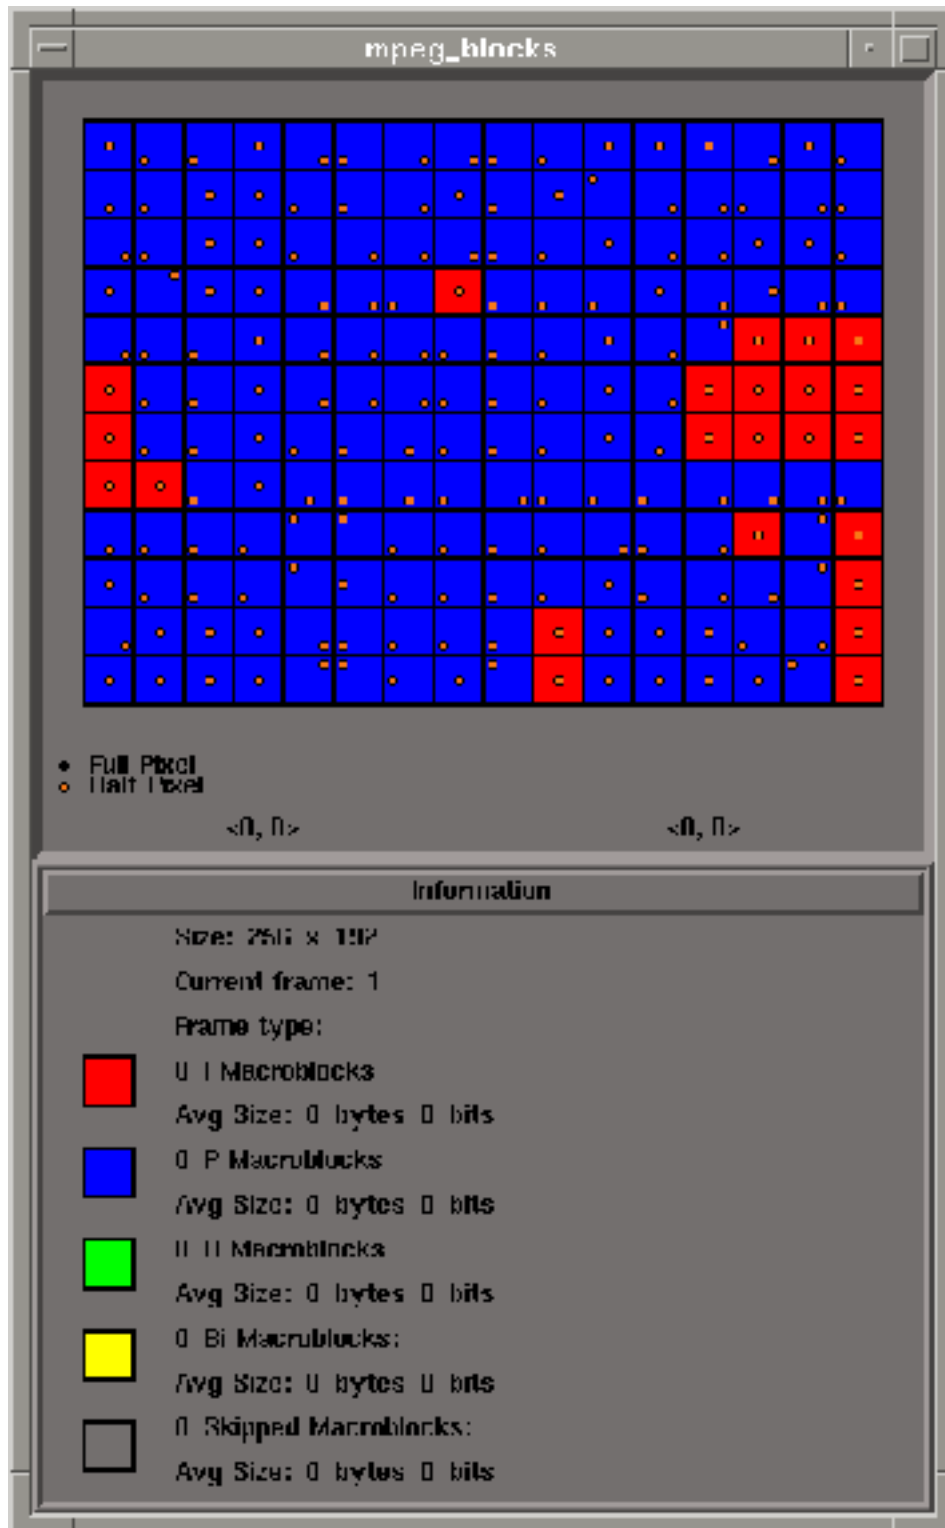 mpeg_blocks
Full Pixel
Half Pixel
<0, 0> <0, 0>
Information
Size: 256 x 192
Current frame: 1
Frame type:
0 I Macroblocks
Avg Size: 0 bytes 0 bits
0 P Macroblocks
Avg Size: 0 bytes 0 bits
0 B Macroblocks
Avg Size: 0 bytes 0 bits
0 Bi Macroblocks:
Avg Size: 0 bytes 0 bits
0 Skipped Macroblocks:
Avg Size: 0 bytes 0 bits